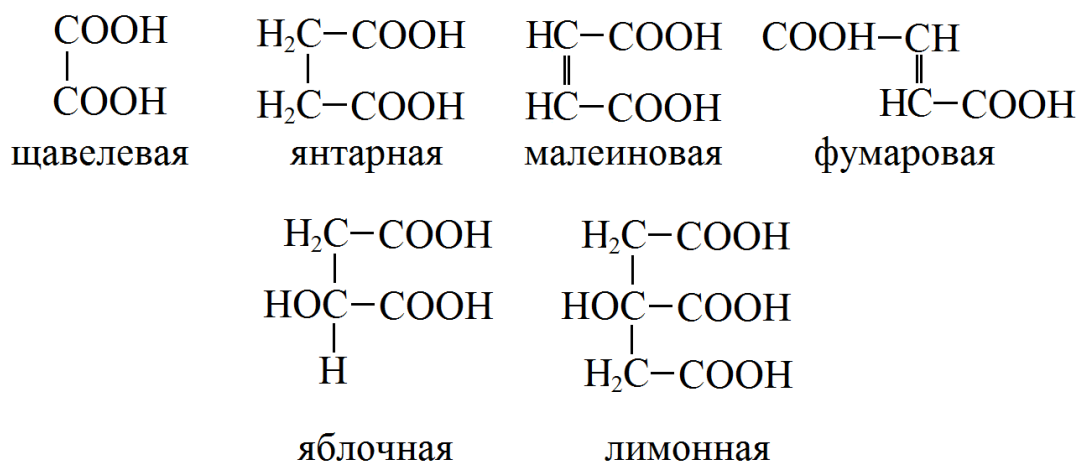 COOH H₂C–COOH HC–COOH COOH–CH
COOH H₂C–COOH HC–COOH HC–COOH
щавелевая янтарная малеиновая фумаровая
H₂C–COOH H₂C–COOH
HOC–COOH HOC–COOH
H H₂C–COOH
яблочная лимонная